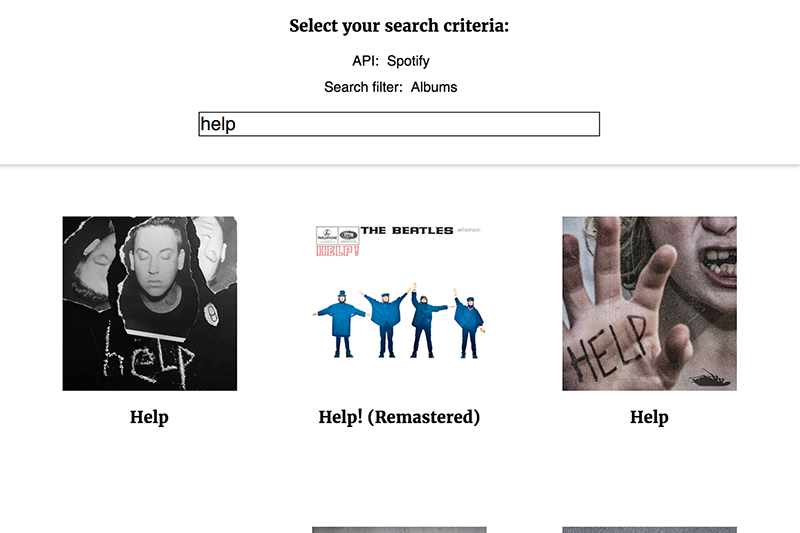 Select your search criteria:
API: Spotify
Search filter: Albums
help
help
THE BEATLES
HELP!
HELP
Help
Help! (Remastered)
Help